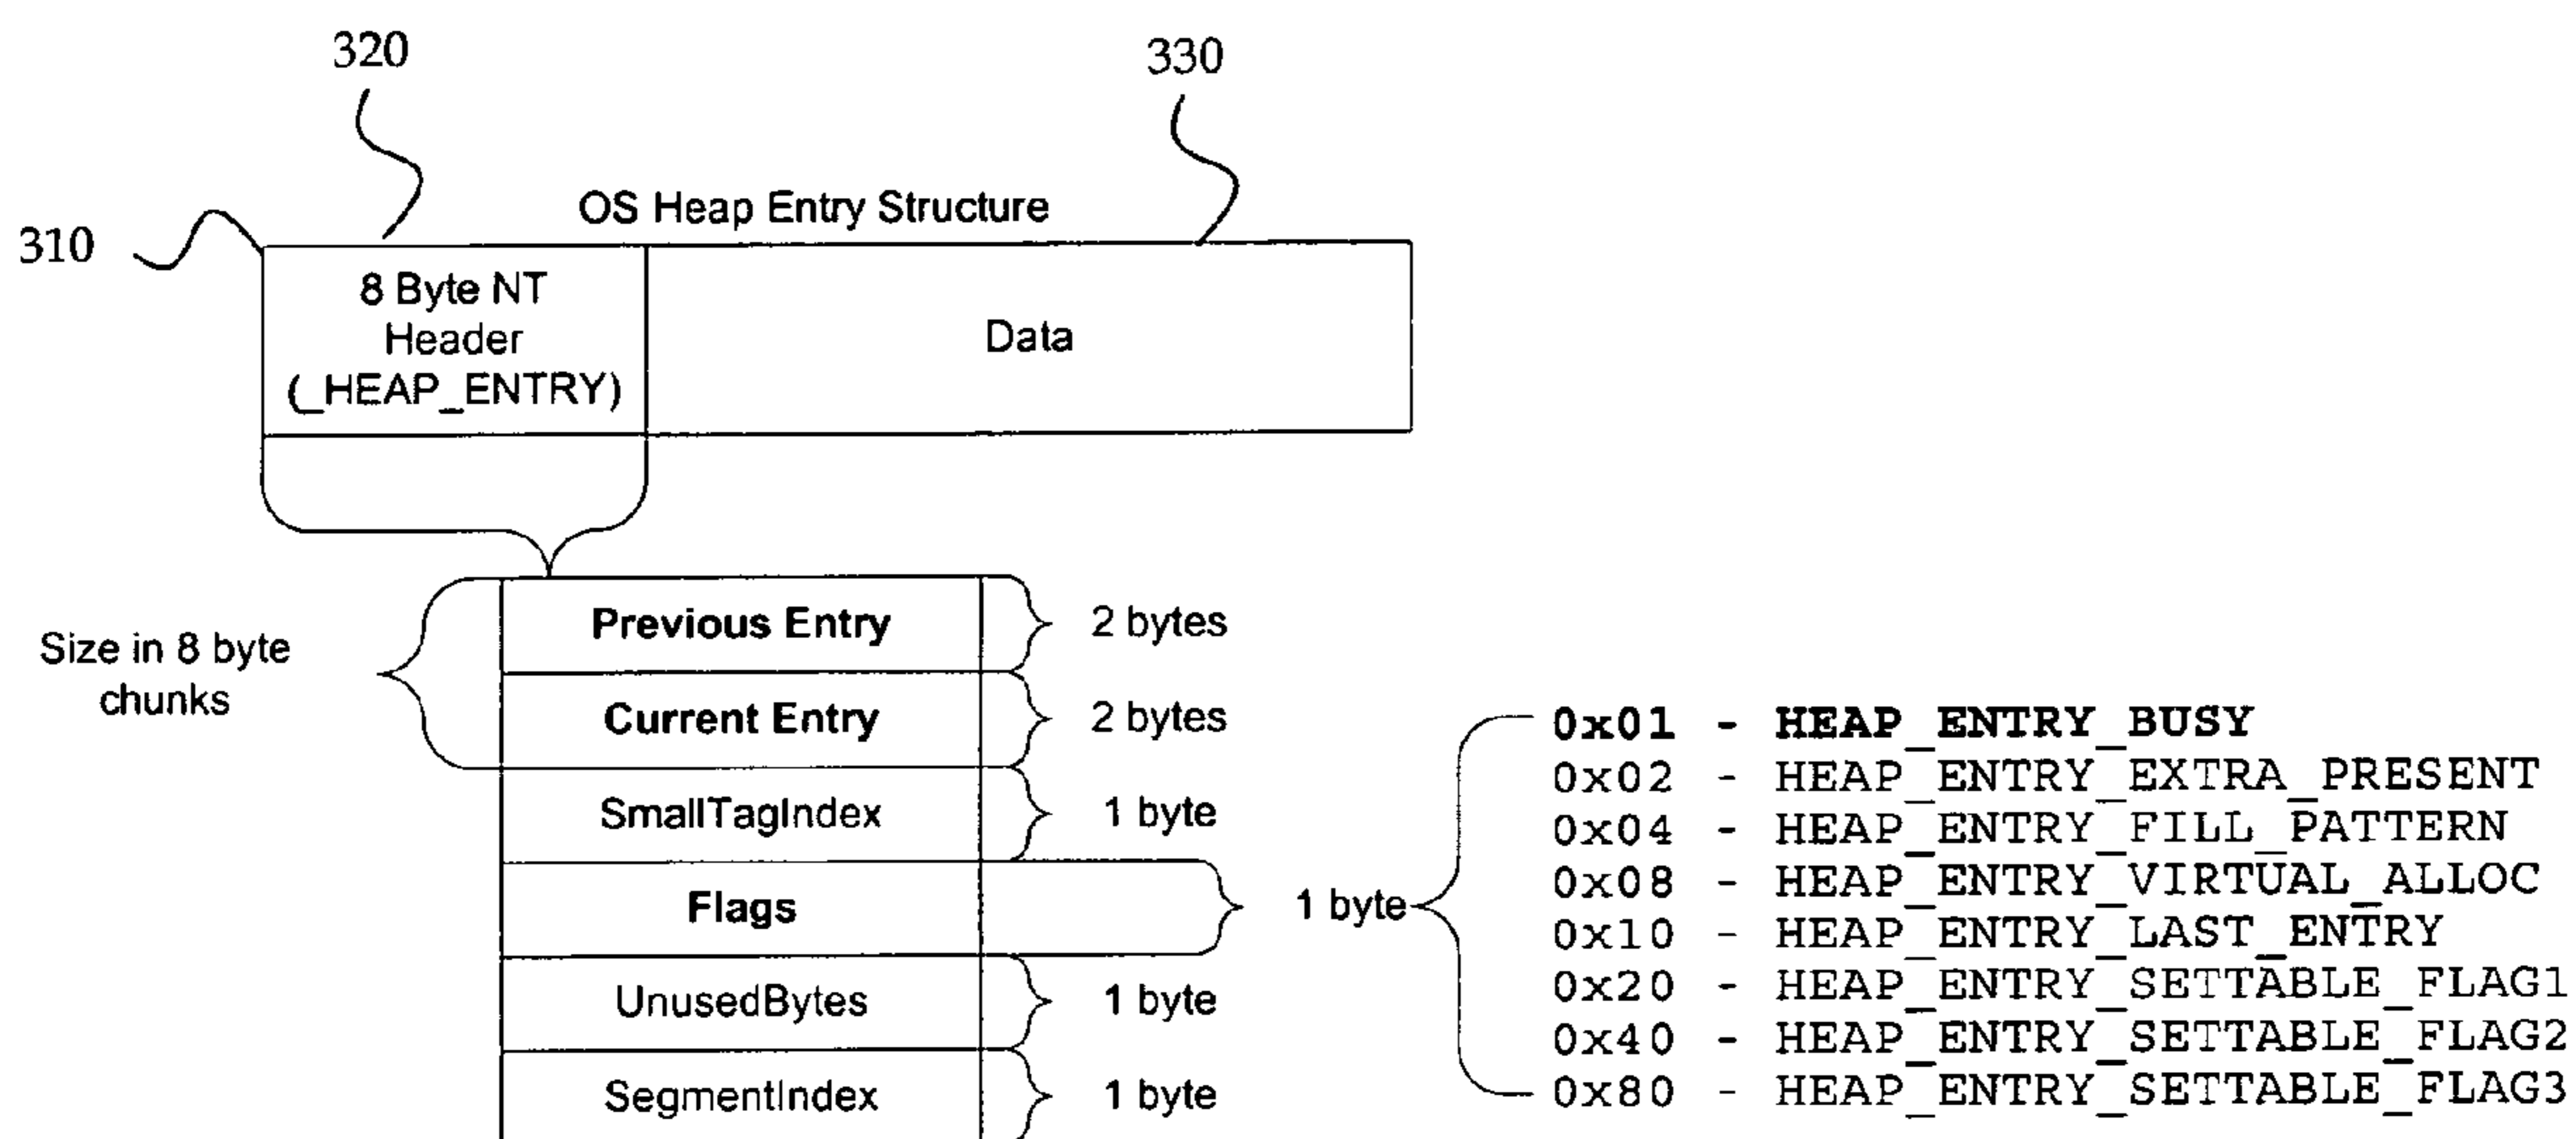 320
330
OS Heap Entry Structure
310
8 Byte NT
Header
(_HEAP_ENTRY)
Data
Size in 8 byte
chunks
Previous Entry
2 bytes
Current Entry
2 bytes
SmallTagIndex
1 byte
Flags
1 byte
UnusedBytes
1 byte
SegmentIndex
1 byte
0x01 - HEAP_ENTRY_BUSY
0x02 - HEAP_ENTRY_EXTRA_PRESENT
0x04 - HEAP_ENTRY_FILL_PATTERN
0x08 - HEAP_ENTRY_VIRTUAL_ALLOC
0x10 - HEAP_ENTRY_LAST_ENTRY
0x20 - HEAP_ENTRY_SETTABLE_FLAG1
0x40 - HEAP_ENTRY_SETTABLE_FLAG2
0x80 - HEAP_ENTRY_SETTABLE_FLAG3